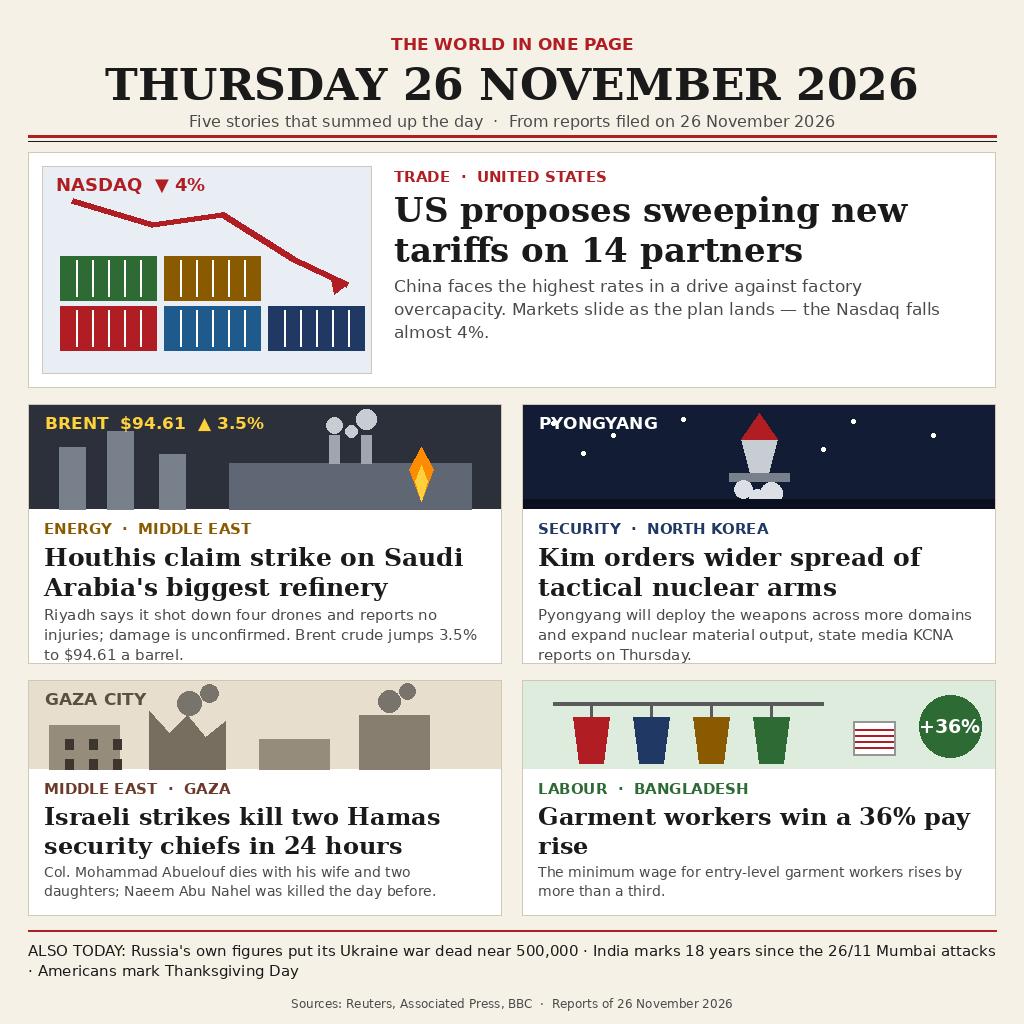 THE WORLD IN ONE PAGE
THURSDAY 26 NOVEMBER 2026
Five stories that summed up the day · From reports filed on 26 November 2026
NASDAQ ▼ 4%
TRADE · UNITED STATES
US proposes sweeping new
tariffs on 14 partners
China faces the highest rates in a drive against factory
overcapacity. Markets slide as the plan lands — the Nasdaq falls
almost 4%.
BRENT $94.61 ▲ 3.5%
ENERGY · MIDDLE EAST
Houthis claim strike on Saudi
Arabia's biggest refinery
Riyadh says it shot down four drones and reports no
injuries; damage is unconfirmed. Brent crude jumps 3.5%
to $94.61 a barrel.
PYONGYANG
SECURITY · NORTH KOREA
Kim orders wider spread of
tactical nuclear arms
Pyongyang will deploy the weapons across more domains
and expand nuclear material output, state media KCNA
reports on Thursday.
GAZA CITY
MIDDLE EAST · GAZA
Israeli strikes kill two Hamas
security chiefs in 24 hours
Col. Mohammad Abuelouf dies with his wife and two
daughters; Naeem Abu Nahel was killed the day before.
+36%
LABOUR · BANGLADESH
Garment workers win a 36% pay
rise
The minimum wage for entry-level garment workers rises by
more than a third.
ALSO TODAY: Russia's own figures put its Ukraine war dead near 500,000 · India marks 18 years since the 26/11 Mumbai attacks
· Americans mark Thanksgiving Day
Sources: Reuters, Associated Press, BBC · Reports of 26 November 2026